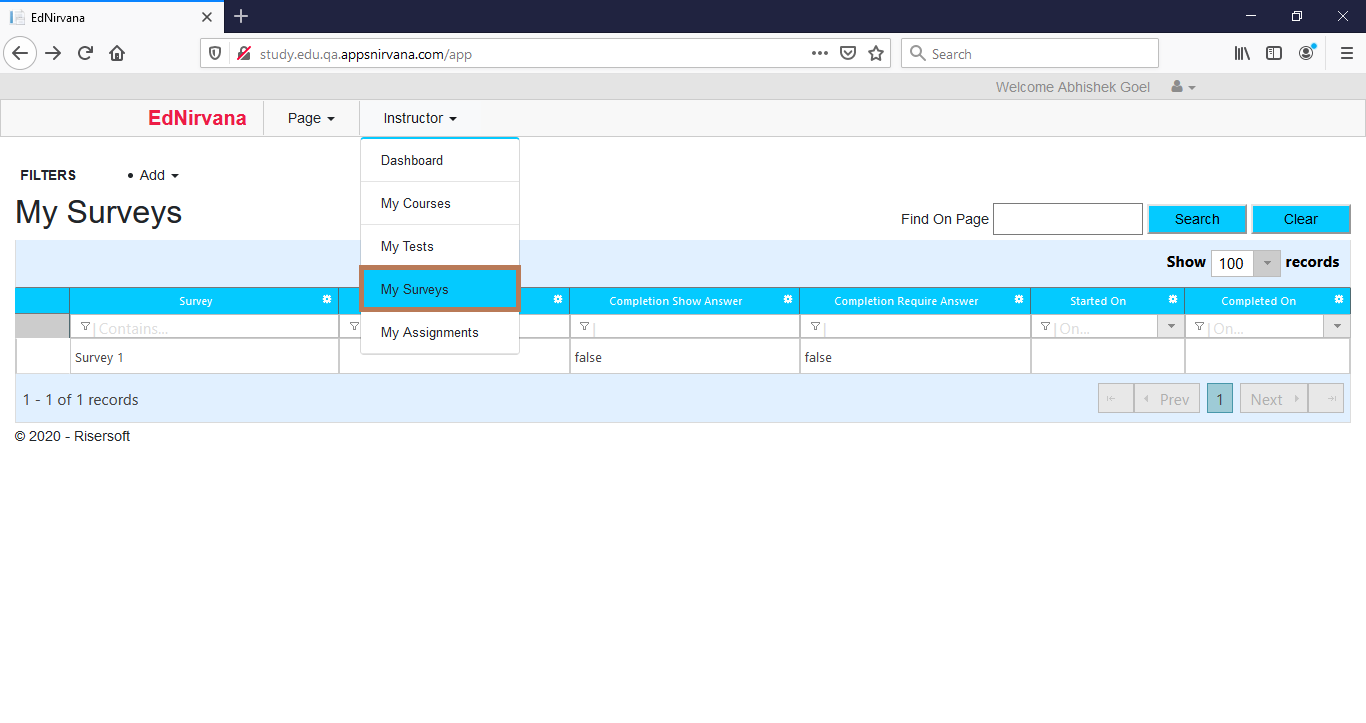 EdNirvana
study.edu.qa.appsnirvana.com/app
Search
Welcome Abhishek Goel
EdNirvana
Page
Instructor
Dashboard
My Courses
My Tests
My Surveys
My Assignments
FILTERS
• Add
My Surveys
Find On Page
Search
Clear
Show 100 records
Survey
Completion Show Answer
Completion Require Answer
Started On
Completed On
Contains...
On...
On...
Survey 1
false
false
1 - 1 of 1 records
Prev
1
Next
© 2020 - Risersoft